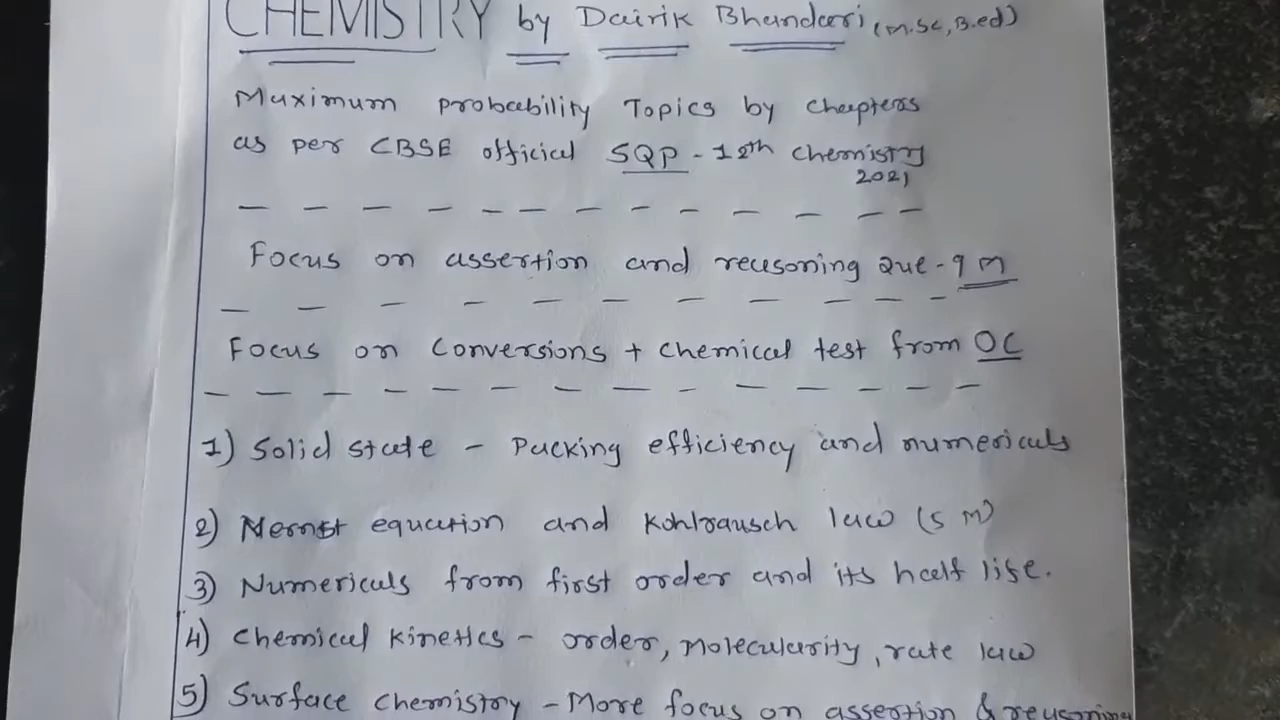 CHEMISTRY by Dairik Bhandari (M.Sc, B.ed)
Maximum probability Topics by chapters
as per CBSE official SQP - 12th chemistry
2021
Focus on assertion and reasoning Que - 9 M
Focus on conversions + chemical test from OC
1) Solid state - Packing efficiency and numericals
2) Nernst equation and Kohlrausch law (5 M)
3) Numericals from first order and its half life.
4) Chemical Kinetics - order, Molecularity, rate law
5) Surface chemistry - More focus on assertion & reasoning